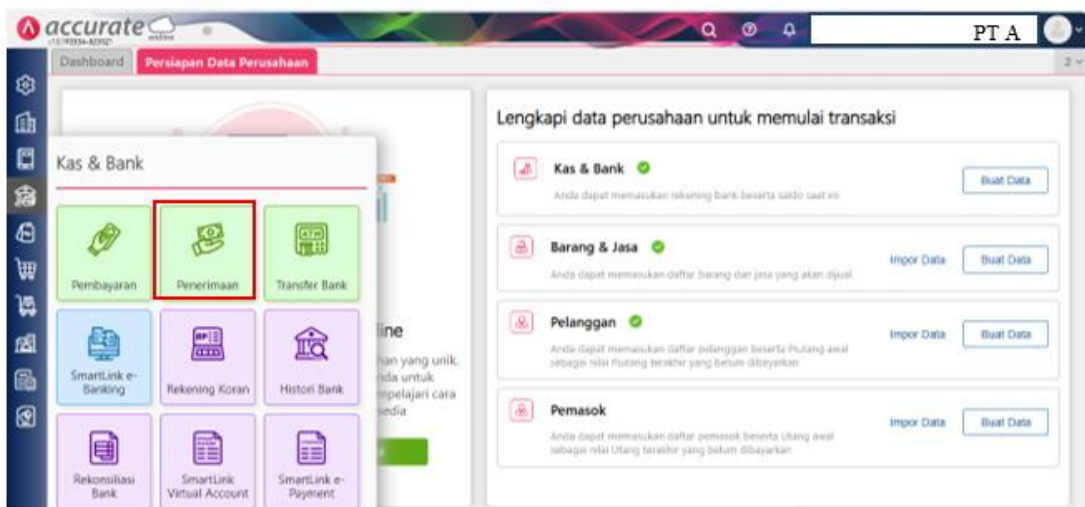 accurate online
PT A
Dashboard
Persiapan Data Perusahaan
2
Kas & Bank
Pembayaran
Penerimaan
Transfer Bank
SmartLink e-
Banking
Rekening Koran
Histori Bank
Rekonsiliasi
Bank
SmartLink
Virtual Account
SmartLink e-
Payment
line
han yang unik.
nda untuk
mpelajari cara
sedia
Lengkapi data perusahaan untuk memulai transaksi
Kas & Bank
Anda dapat memasukan rekening bank beserta saldo saat ini
Buat Data
Barang & Jasa
Anda dapat memasukan daftar barang dan jasa yang akan dijual
Impor Data
Buat Data
Pelanggan
Anda dapat memasukan daftar pelanggan beserta Piutang awal
sebagai nilai Piutang terakhir yang belum dibayarkan
Impor Data
Buat Data
Pemasok
Anda dapat memasukan daftar pemasok beserta Utang awal
sebagai nilai Utang terakhir yang belum dibayarkan
Impor Data
Buat Data